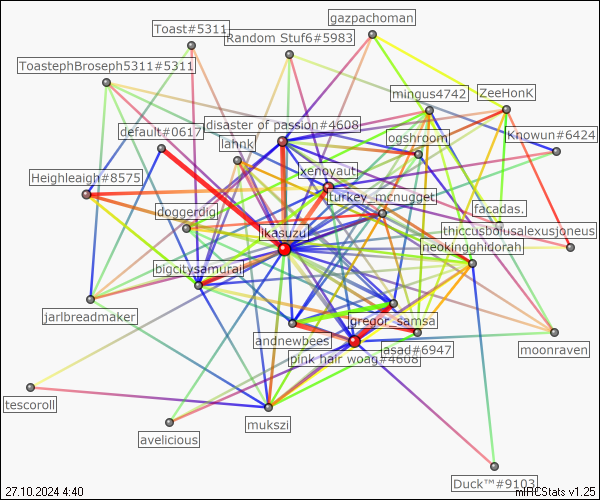 gazpachoman
Toast#5311
Random Stuf6#5983
ToastephBroseph5311#5311
mingus4742
ZeeHonK
disaster of passion#4608
default#0617
ogshroom
Knowun#6424
lahnk
xenoyaut
Heighleaigh#8575
turkey_mcnugget
doggerdig
facadas.
ikasuzu
thiccusboiusalexusjoneus
neokingghidorah
bigcitysamurai
jarlbreadmaker
gregor_samsa
andnewbees
asad#6947
moonraven
pink hair woag#4608
tescoroll
mukszi
avelicious
Duck™#9103
27.10.2024 4:40
mIRCStats v1.25